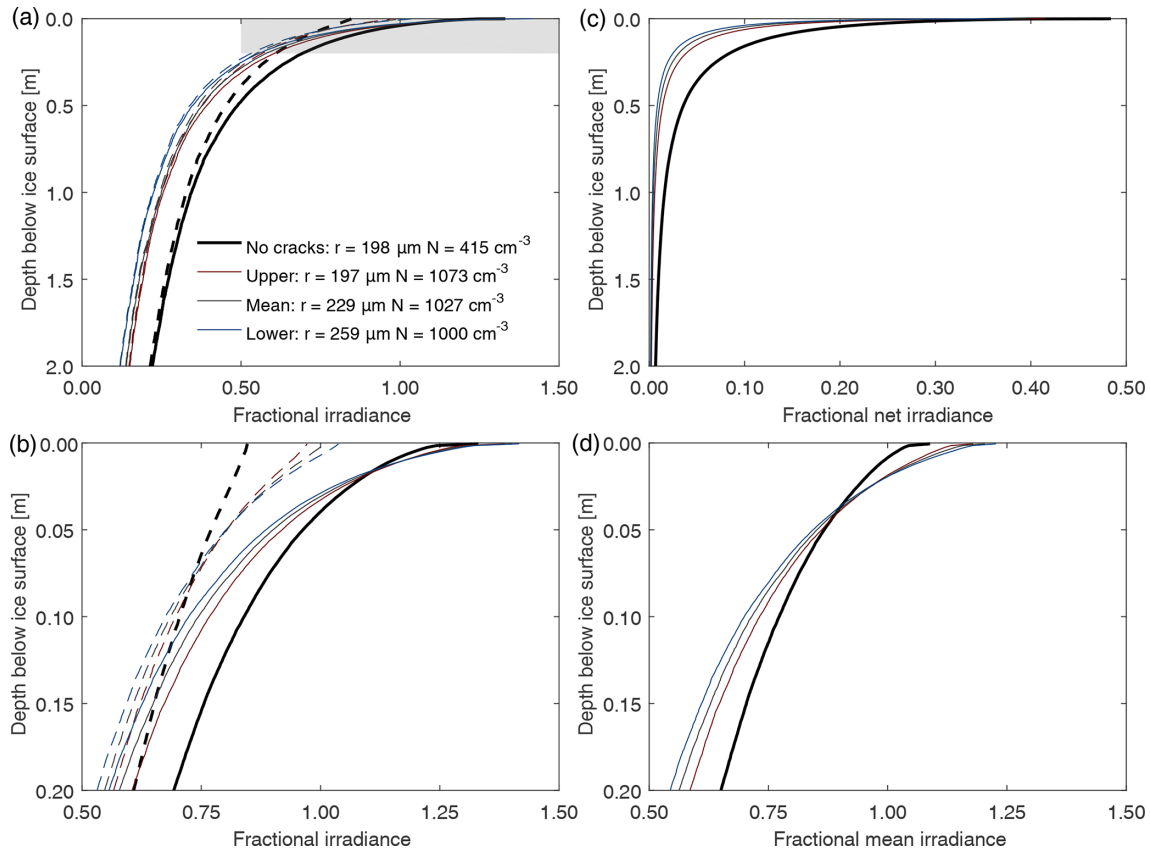 (a)
0.0
0.5
1.0
1.5
2.0
Depth below ice surface [m]
No cracks: r = 198 µm N = 415 cm-3
Upper: r = 197 µm N = 1073 cm-3
Mean: r = 229 µm N = 1027 cm-3
Lower: r = 259 µm N = 1000 cm-3
0.00 0.50 1.00 1.50
Fractional irradiance
(c)
0.0
0.5
1.0
1.5
2.0
Depth below ice surface [m]
0.00 0.10 0.20 0.30 0.40 0.50
Fractional net irradiance
(b)
0.00
0.05
0.10
0.15
0.20
Depth below ice surface [m]
0.50 0.75 1.00 1.25 1.50
Fractional irradiance
(d)
0.00
0.05
0.10
0.15
0.20
Depth below ice surface [m]
0.50 0.75 1.00 1.25 1.50
Fractional mean irradiance